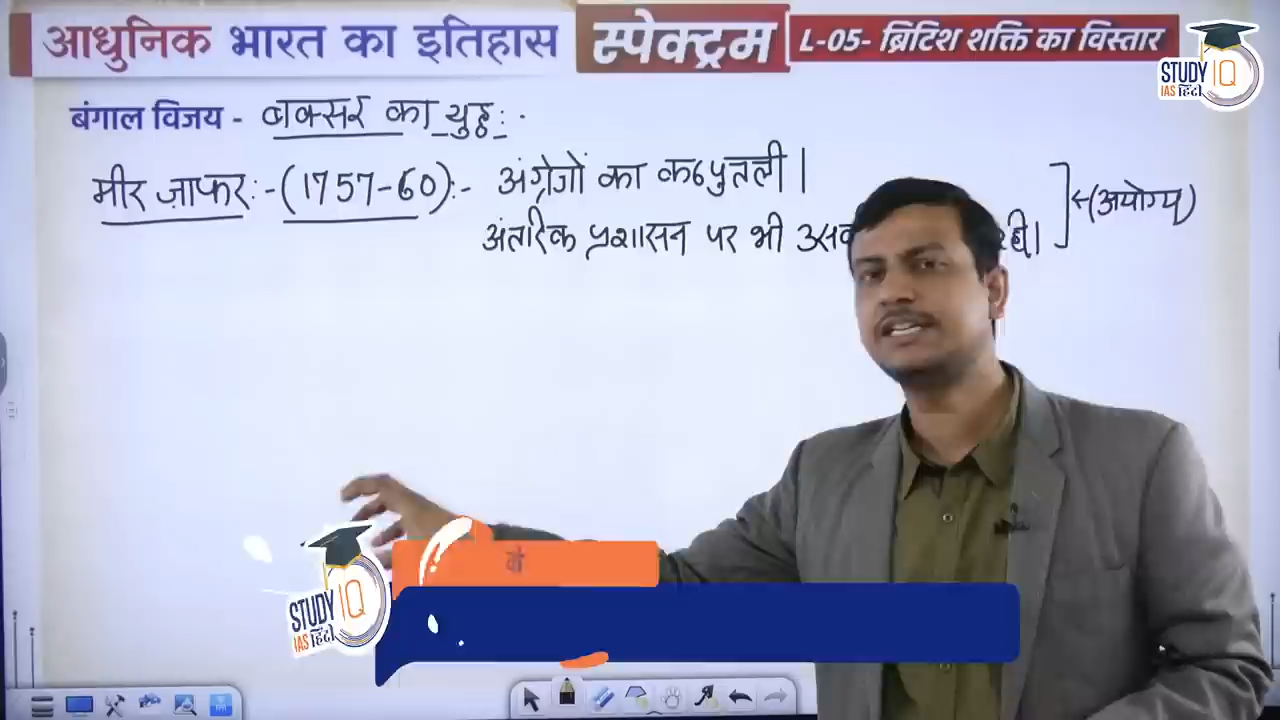 आधुनिक भारत का इतिहास स्पेक्ट्रम L-05- ब्रिटिश शक्ति का विस्तार
STUDY IQ
IAS हिंदी
बंगाल विजय - बक्सर का युद्ध:-
मीर ज़ाफर:-(1757-60):- अंग्रेजों का कठपुतली|
अंतरिक प्रशासन पर भी
←(अयोग्य)
STUDY IQ
IAS हिंदी